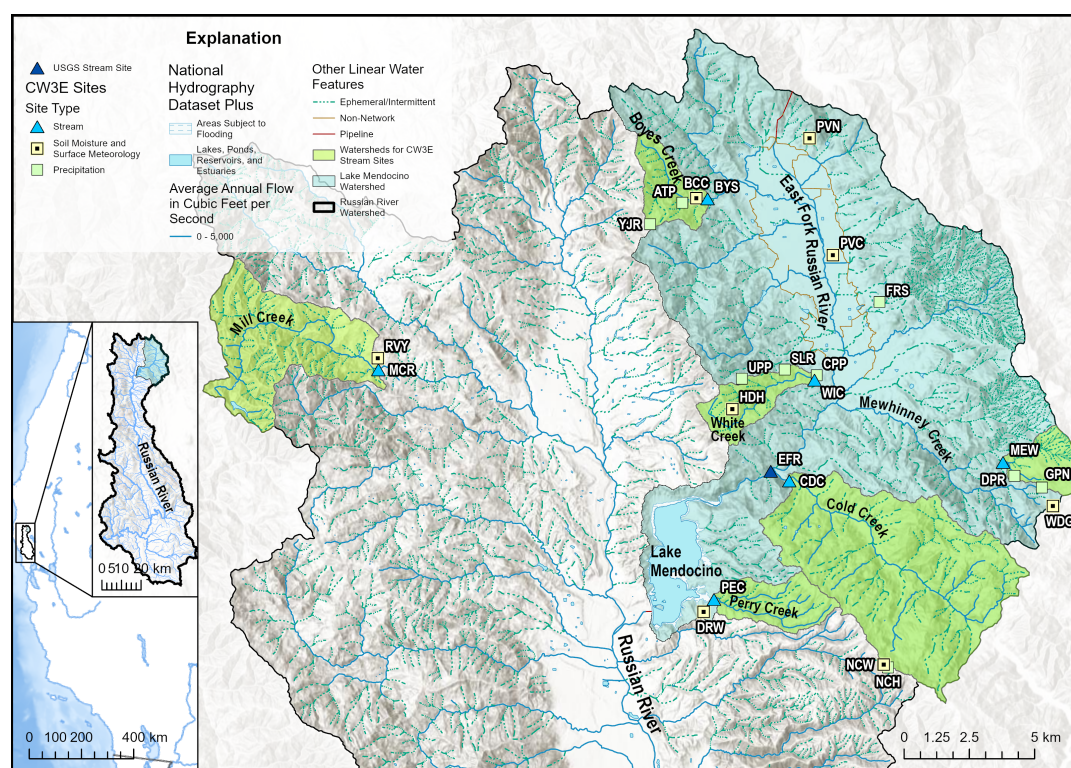 Explanation
USGS Stream Site
CW3E Sites
Site Type
Stream
Soil Moisture and
Surface Meteorology
Precipitation
National
Hydrography
Dataset Plus
Areas Subject to
Flooding
Lakes, Ponds,
Reservoirs, and
Estuaries
Average Annual Flow
in Cubic Feet per
Second
0 - 5,000
Other Linear Water
Features
Ephemeral/Intermittent
Non-Network
Pipeline
Watersheds for CW3E
Stream Sites
Lake Mendocino
Watershed
Russian River
Watershed
PVN
Boyes Creek
ATP
BCC
BYS
YJR
East Fork Russian River
PVC
FRS
Mill Creek
RVY
MCR
UPP
SLR
CPP
HDH
WIC
White
Creek
Mewhinney Creek
MEW
DPR
GPN
WDG
EFR
CDC
Cold Creek
Lake
Mendocino
PEC
Perry Creek
DRW
NCW
NCH
Russian River
Russian River
0 5 10 20 km
0 100 200 400 km
0 1.25 2.5 5 km